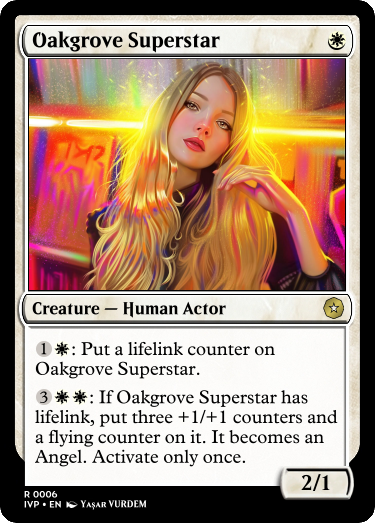 Oakgrove Superstar
Creature — Human Actor
1: Put a lifelink counter on
Oakgrove Superstar.
3: If Oakgrove Superstar has
lifelink, put three +1/+1 counters and
a flying counter on it. It becomes an
Angel. Activate only once.
2/1
R 0006
IVP • EN Yaşar VURDEM